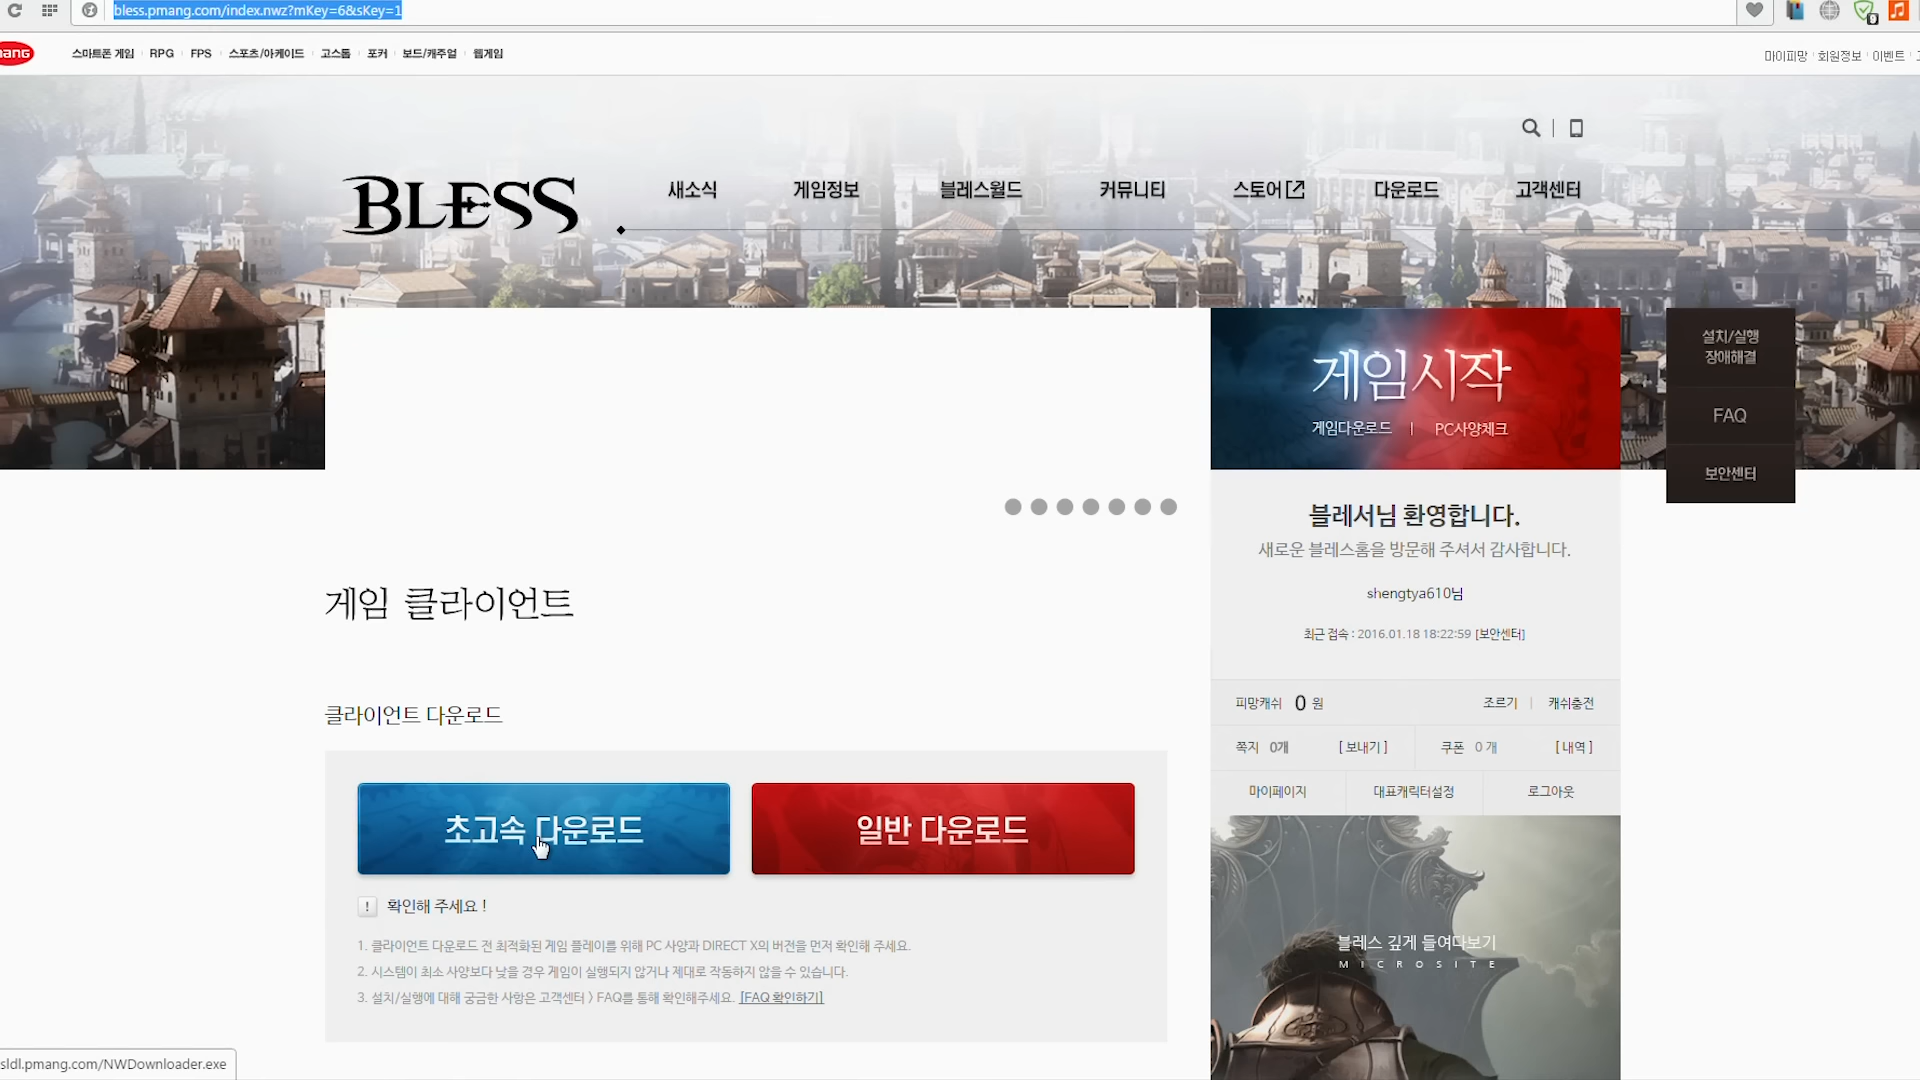 bless.pmang.com/index.nwz?mKey=6&sKey=1
스마트폰 게임 RPG FPS 스포츠/아케이드 고스톱 포커 보드/캐주얼 웹게임
마이피망 회원정보 이벤트
BLESS
새소식 게임정보 블레스월드 커뮤니티 스토어 다운로드 고객센터
게임시작
게임다운로드 | PC사양체크
설치/실행
장애해결
FAQ
보안센터
블레서님 환영합니다.
새로운 블레스홈을 방문해 주셔서 감사합니다.
shengtya610님
최근 접속 : 2016.01.18 18:22:59 [보안센터]
게임 클라이언트
피망캐쉬 0 원 조르기 | 캐쉬충전
쪽지 0개 [ 보내기 ] 쿠폰 0 개 [ 내역 ]
마이페이지 대표캐릭터설정 로그아웃
클라이언트 다운로드
초고속 다운로드 일반 다운로드
! 확인해 주세요 !
1. 클라이언트 다운로드 전 최적화된 게임 플레이를 위해 PC 사양과 DIRECT X의 버전을 먼저 확인해 주세요.
2. 시스템이 최소 사양보다 낮을 경우 게임이 실행되지 않거나 제대로 작동하지 않을 수 있습니다.
3. 설치/실행에 대해 궁금한 사항은 고객센터 > FAQ를 통해 확인해주세요. [FAQ 확인하기]
블레스 깊게 들여다보기
MICROSITE
sldl.pmang.com/NWDownloader.exe